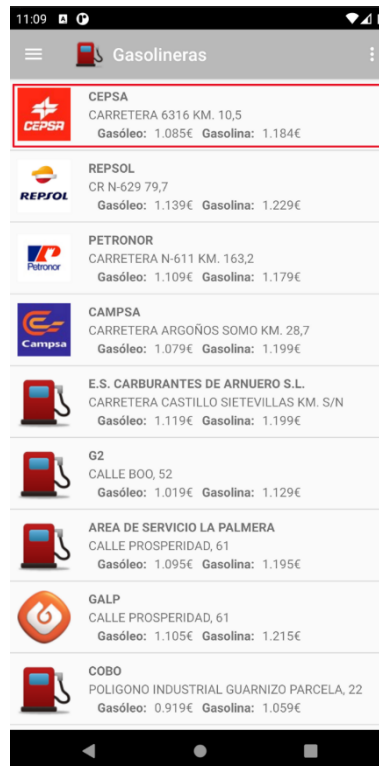 11:09
Gasolineras
CEPSA
CEPSA
CARRETERA 6316 KM. 10,5
Gasóleo: 1.085€ Gasolina: 1.184€
REPSOL
REPSOL
CR N-629 79,7
Gasóleo: 1.139€ Gasolina: 1.229€
Petronor
PETRONOR
CARRETERA N-611 KM. 163,2
Gasóleo: 1.109€ Gasolina: 1.179€
Campsa
CAMPSA
CARRETERA ARGOÑOS SOMO KM. 28,7
Gasóleo: 1.079€ Gasolina: 1.199€
E.S. CARBURANTES DE ARNUERO S.L.
CARRETERA CASTILLO SIETEVILLAS KM. S/N
Gasóleo: 1.119€ Gasolina: 1.199€
G2
CALLE BOO, 52
Gasóleo: 1.019€ Gasolina: 1.129€
AREA DE SERVICIO LA PALMERA
CALLE PROSPERIDAD, 61
Gasóleo: 1.095€ Gasolina: 1.195€
GALP
CALLE PROSPERIDAD, 61
Gasóleo: 1.105€ Gasolina: 1.215€
COBO
POLIGONO INDUSTRIAL GUARNIZO PARCELA, 22
Gasóleo: 0.919€ Gasolina: 1.059€